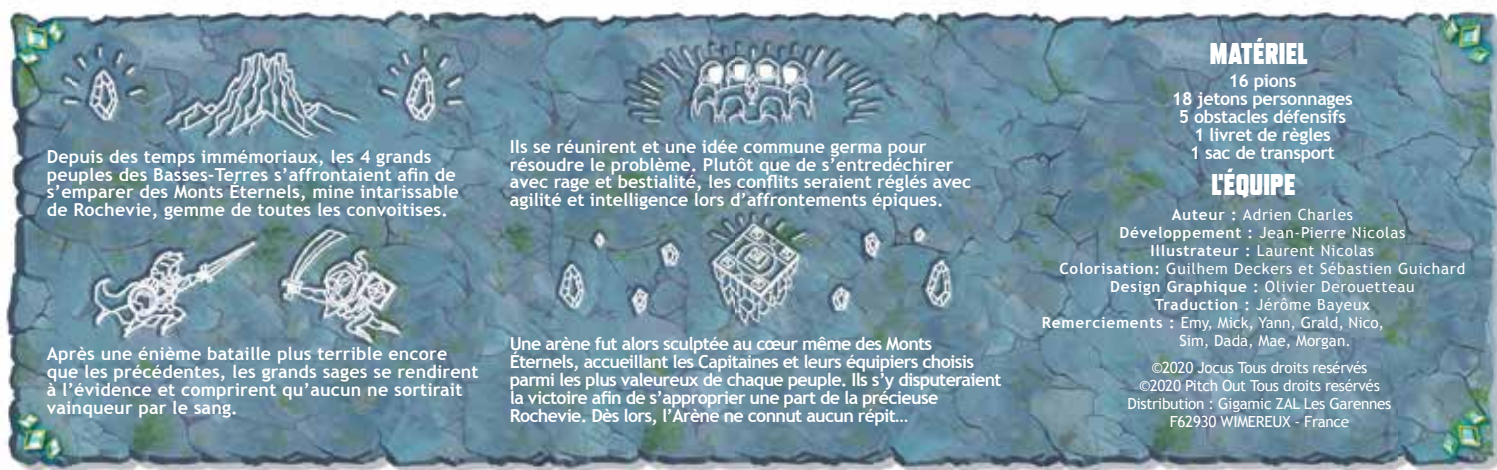 Depuis des temps immémoriaux, les 4 grands
peuples des Basses-Terres s'affrontaient afin de
s'emparer des Monts Éternels, mine intarissable
de Rochevie, gemme de toutes les convoitises.
Après une énième bataille plus terrible encore
que les précédentes, les grands sages se rendirent
à l'évidence et comprirent qu'aucun ne sortirait
vainqueur par le sang.
Ils se réunirent et une idée commune germa pour
résoudre le problème. Plutôt que de s'entredéchirer
avec rage et bestialité, les conflits seraient réglés avec
agilité et intelligence lors d'affrontements épiques.
Une arène fut alors sculptée au cœur même des Monts
Éternels, accueillant les Capitaines et leurs équipiers choisis
parmi les plus valeureux de chaque peuple. Ils s'y disputeraient
la victoire afin de s'approprier une part de la précieuse
Rochevie. Dès lors, l'Arène ne connut aucun répit...
MATÉRIEL
16 pions
18 jetons personnages
5 obstacles défensifs
1 livret de règles
1 sac de transport
L'ÉQUIPE
Auteur : Adrien Charles
Développement : Jean-Pierre Nicolas
Illustrateur : Laurent Nicolas
Colorisation: Guilhem Deckers et Sébastien Guichard
Design Graphique : Olivier Derouetteau
Traduction : Jérôme Bayeux
Remerciements : Emy, Mick, Yann, Grald, Nico,
Sim, Dada, Mae, Morgan.
©2020 Jocus Tous droits resérvés
©2020 Pitch Out Tous droits resérvés
Distribution : Gigamic ZAL Les Garennes
F62930 WIMEREUX - France